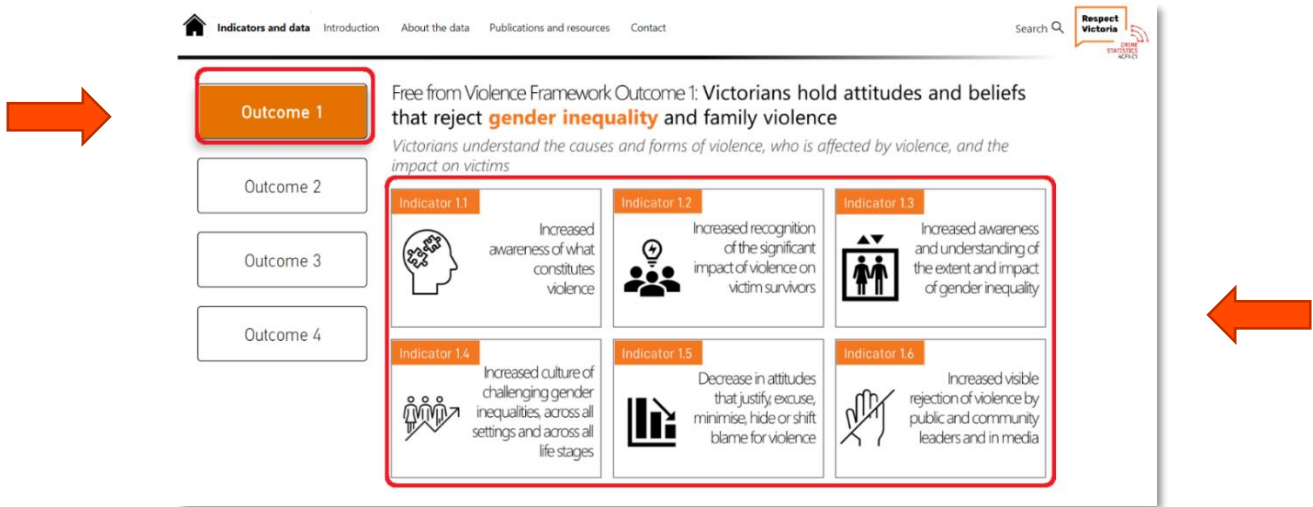 Indicators and data Introduction About the data Publications and resources Contact Search
Respect
Victoria
CRIME
STATISTICS
AGENCY
Outcome 1
Outcome 2
Outcome 3
Outcome 4
Free from Violence Framework Outcome 1: Victorians hold attitudes and beliefs
that reject gender inequality and family violence
Victorians understand the causes and forms of violence, who is affected by violence, and the
impact on victims
Indicator 1.1
Increased
awareness of what
constitutes
violence
Indicator 1.2
Increased recognition
of the significant
impact of violence on
victim survivors
Indicator 1.3
Increased awareness
and understanding of
the extent and impact
of gender inequality
Indicator 1.4
Increased culture of
challenging gender
inequalities, across all
settings and across all
life stages
Indicator 1.5
Decrease in attitudes
that justify, excuse,
minimise, hide or shift
blame for violence
Indicator 1.6
Increased visible
rejection of violence by
public and community
leaders and in media